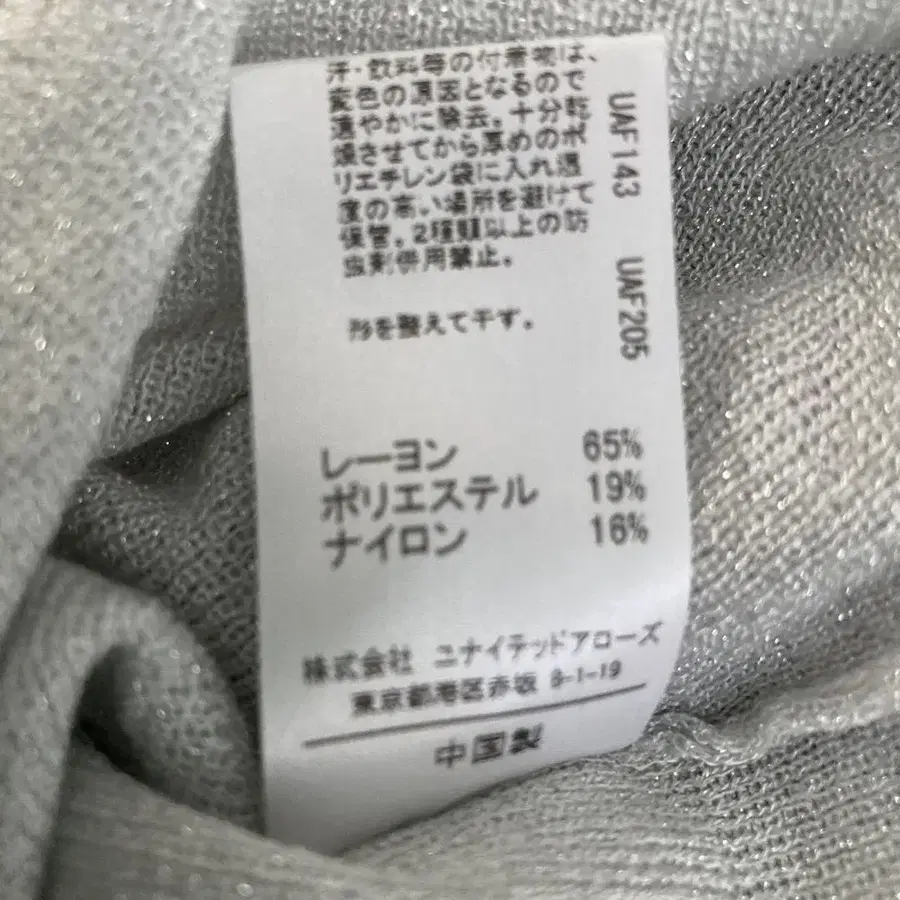 汗・飲料等の付着物は、
変色の原因となるので
速やかに除去。十分乾
燥させてから厚めのポ
リエチレン袋に入れ湿
度の高い場所を避けて
保管。2種類以上の防
虫剤併用禁止。
形を整えて干す。
UAF143 UAF205
レーヨン 65%
ポリエステル 19%
ナイロン 16%
株式会社 ユナイテッドアローズ
東京都港区赤坂 8-1-19
中国製